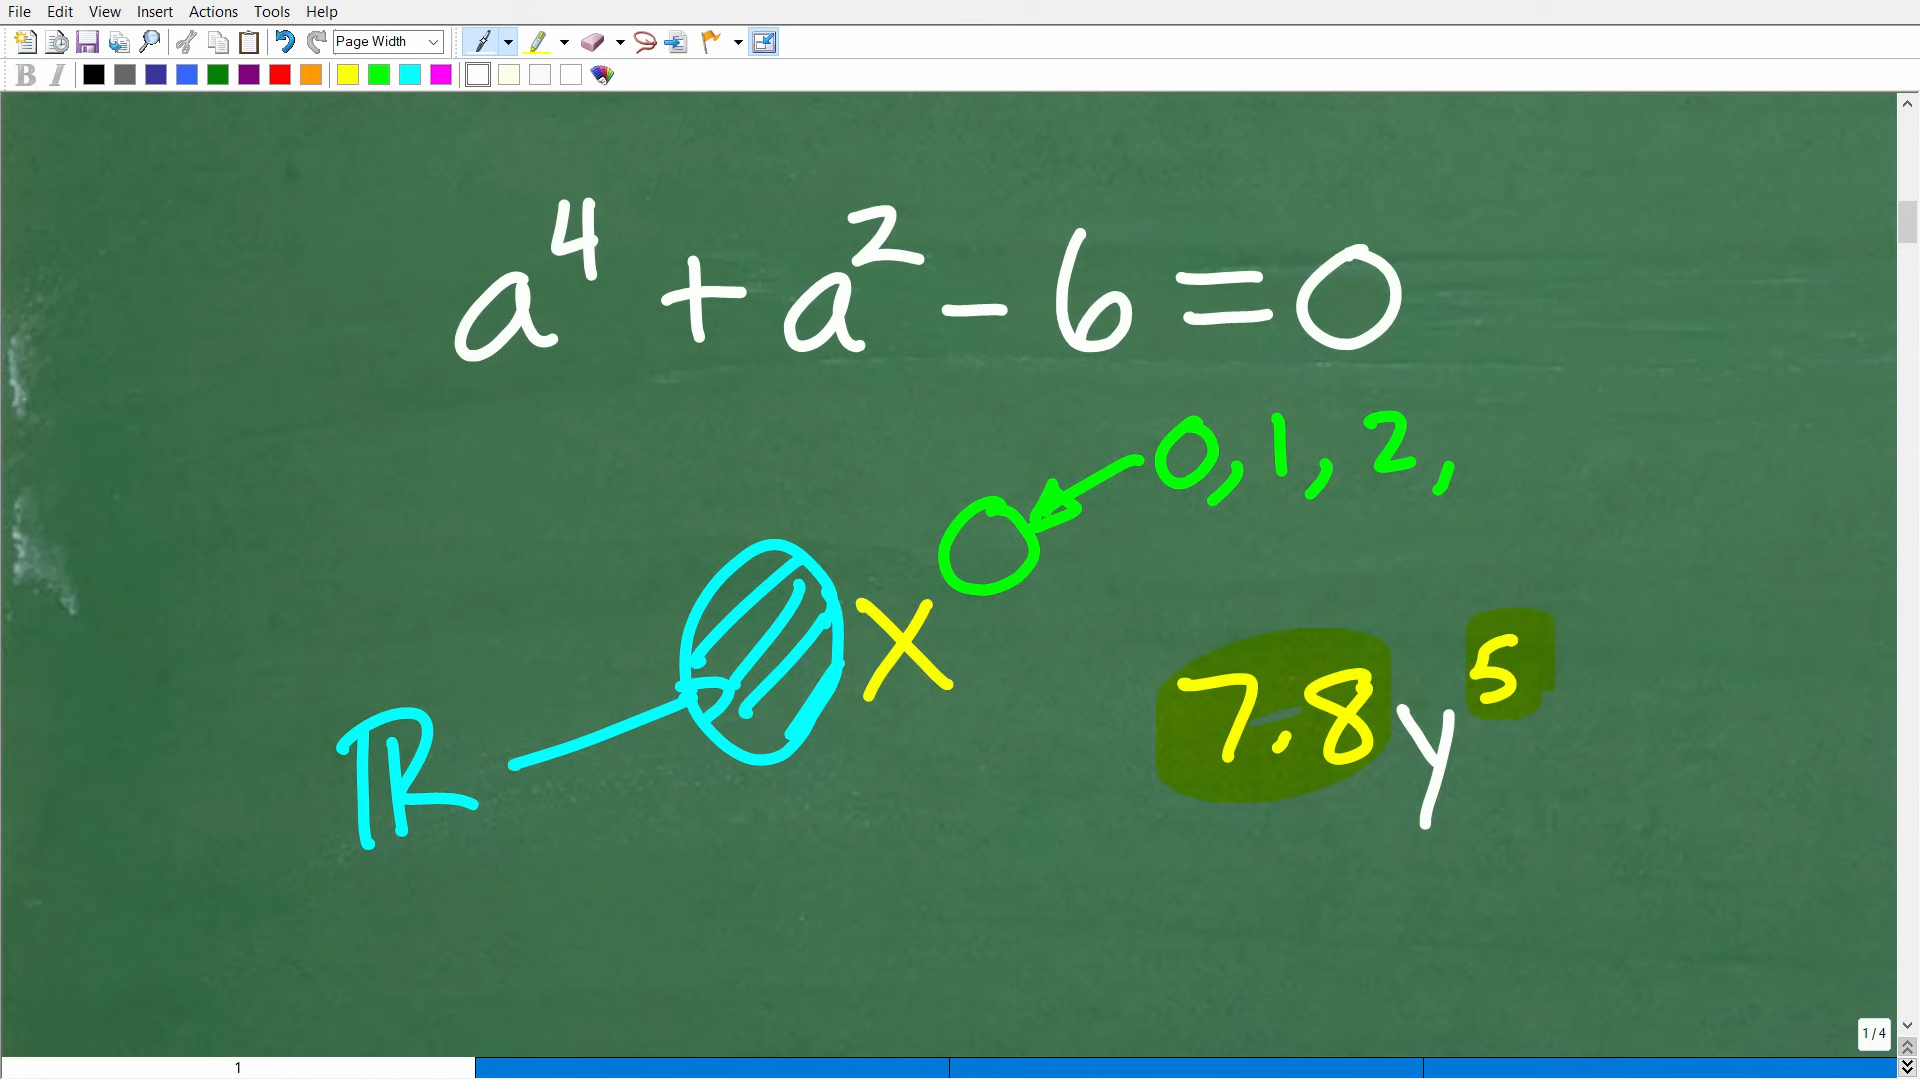 File Edit View Insert Actions Tools Help
Page Width
B I
a⁴ + a² - 6 = 0
0, 1, 2,
x
7.8y⁵
ℝ
1 / 4
1